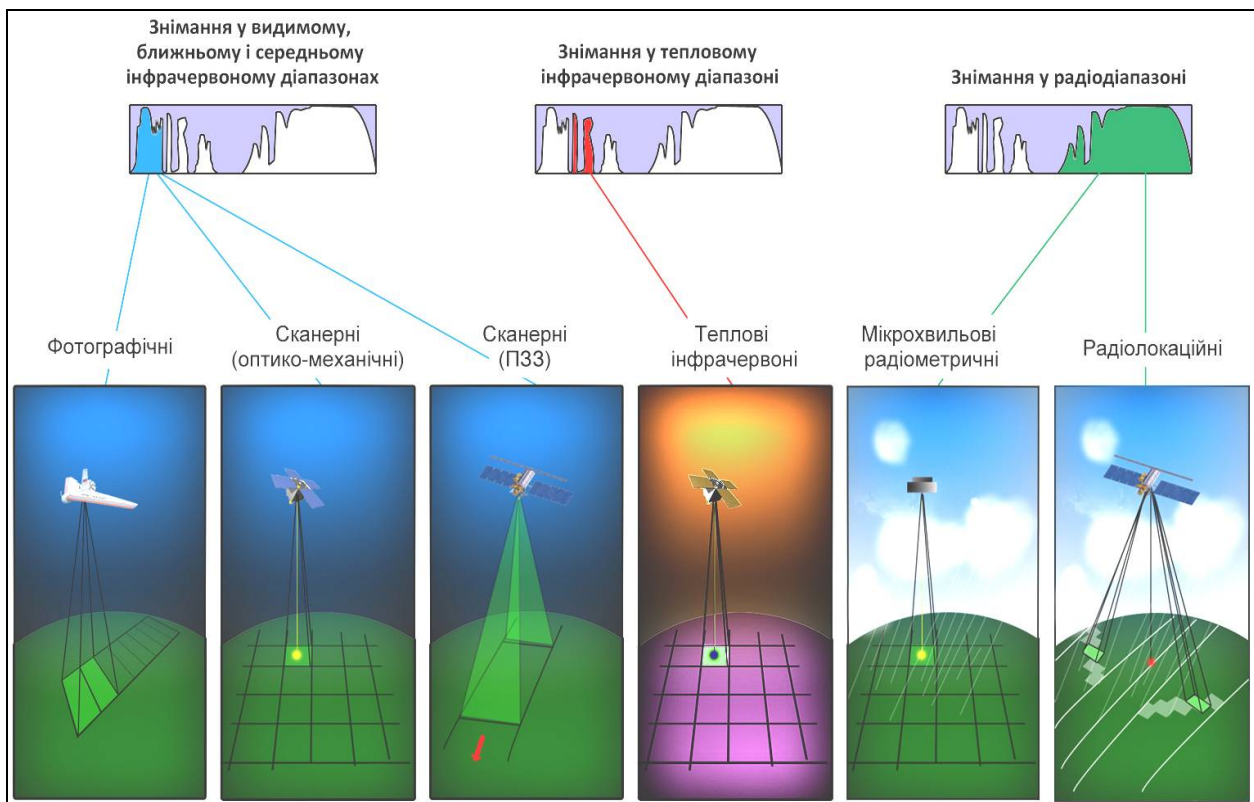 Знімання у видимому,
ближньому і середньому
інфрачервоному діапазонах
Знімання у тепловому
інфрачервоному діапазоні
Знімання у радіодіапазоні
Фотографічні
Сканерні
(оптико-механічні)
Сканерні
(ПЗЗ)
Теплові
інфрачервоні
Мікрохвильові
радіометричні
Радіолокаційні